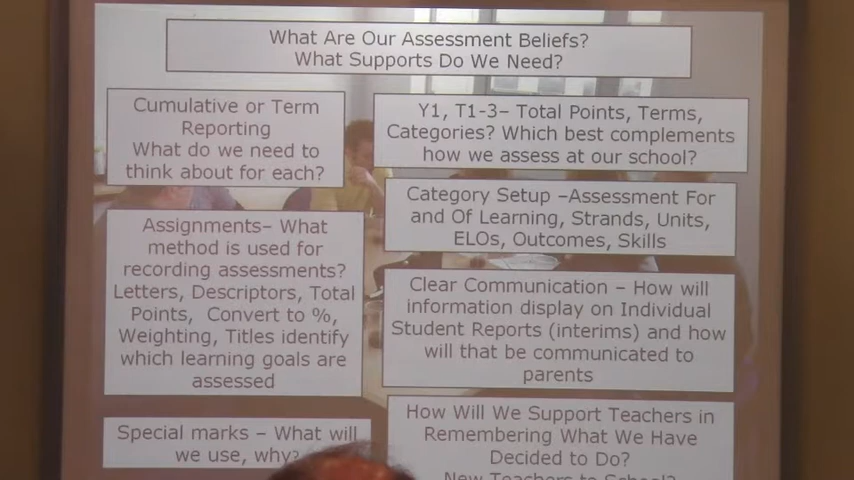 What Are Our Assessment Beliefs?
What Supports Do We Need?
Cumulative or Term
Reporting
What do we need to
think about for each?
Y1, T1-3– Total Points, Terms,
Categories? Which best complements
how we assess at our school?
Category Setup –Assessment For
and Of Learning, Strands, Units,
ELOs, Outcomes, Skills
Assignments– What
method is used for
recording assessments?
Letters, Descriptors, Total
Points, Convert to %,
Weighting, Titles identify
which learning goals are
assessed
Clear Communication – How will
information display on Individual
Student Reports (interims) and how
will that be communicated to
parents
Special marks – What will
we use, why?
How Will We Support Teachers in
Remembering What We Have
Decided to Do?
New Teachers to School?